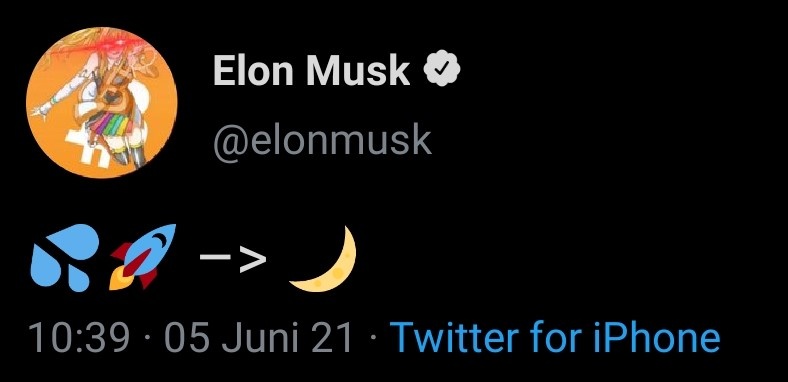 Elon Musk
@elonmusk
💦🚀 —> 🌙
10:39 · 05 Juni 21 · Twitter for iPhone